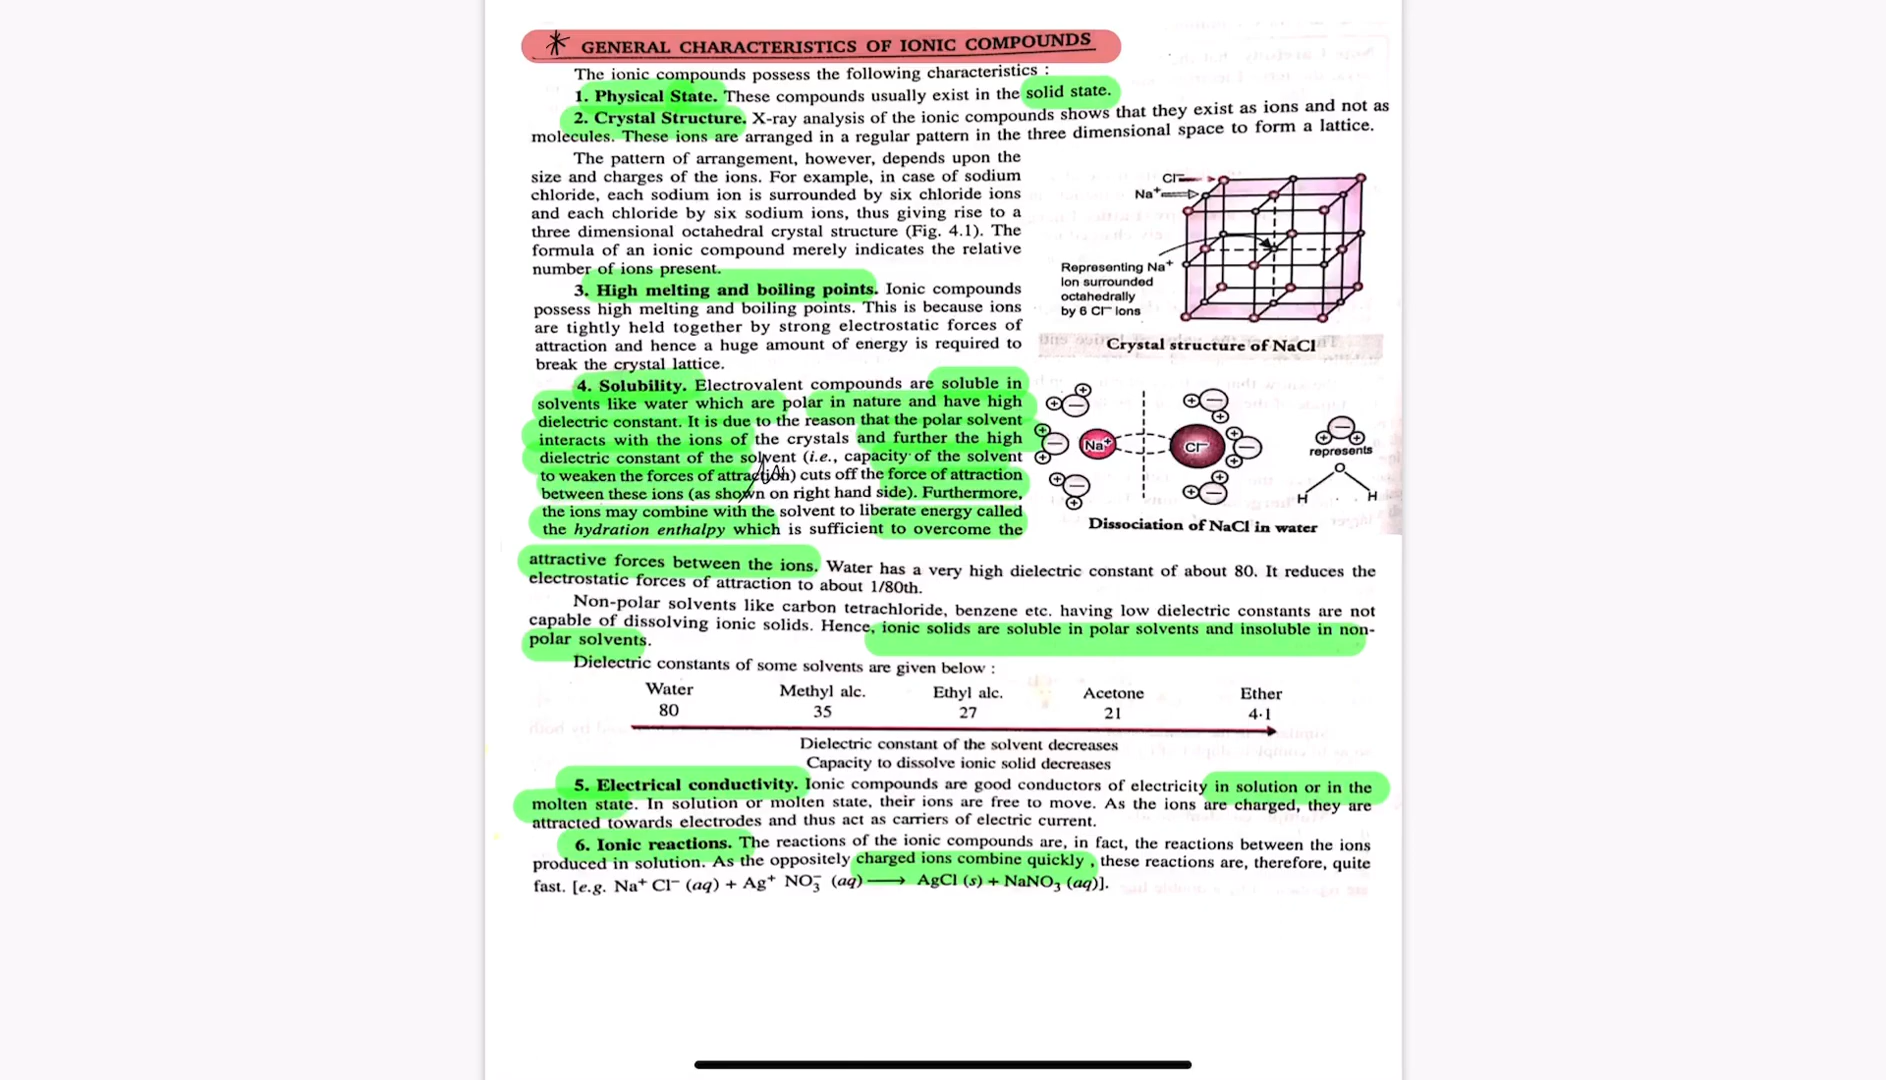 * GENERAL CHARACTERISTICS OF IONIC COMPOUNDS
The ionic compounds possess the following characteristics :
1. Physical State. These compounds usually exist in the solid state.
2. Crystal Structure. X-ray analysis of the ionic compounds shows that they exist as ions and not as
molecules. These ions are arranged in a regular pattern in the three dimensional space to form a lattice.
The pattern of arrangement, however, depends upon the
size and charges of the ions. For example, in case of sodium
chloride, each sodium ion is surrounded by six chloride ions
and each chloride by six sodium ions, thus giving rise to a
three dimensional octahedral crystal structure (Fig. 4.1). The
formula of an ionic compound merely indicates the relative
number of ions present.
Cl⁻
Na⁺
Representing Na⁺
Ion surrounded
octahedrally
by 6 Cl⁻ Ions
Crystal structure of NaCl
3. High melting and boiling points. Ionic compounds
possess high melting and boiling points. This is because ions
are tightly held together by strong electrostatic forces of
attraction and hence a huge amount of energy is required to
break the crystal lattice.
4. Solubility. Electrovalent compounds are soluble in
solvents like water which are polar in nature and have high
dielectric constant. It is due to the reason that the polar solvent
interacts with the ions of the crystals and further the high
dielectric constant of the solvent (i.e., capacity of the solvent
to weaken the forces of attraction) cuts off the force of attraction
between these ions (as shown on right hand side). Furthermore,
the ions may combine with the solvent to liberate energy called
the hydration enthalpy which is sufficient to overcome the
Na⁺
Cl⁻
represents
O
H H
Dissociation of NaCl in water
attractive forces between the ions. Water has a very high dielectric constant of about 80. It reduces the
electrostatic forces of attraction to about 1/80th.
Non-polar solvents like carbon tetrachloride, benzene etc. having low dielectric constants are not
capable of dissolving ionic solids. Hence, ionic solids are soluble in polar solvents and insoluble in non-
polar solvents.
Dielectric constants of some solvents are given below :
Water Methyl alc. Ethyl alc. Acetone Ether
80 35 27 21 4·1
Dielectric constant of the solvent decreases
Capacity to dissolve ionic solid decreases
5. Electrical conductivity. Ionic compounds are good conductors of electricity in solution or in the
molten state. In solution or molten state, their ions are free to move. As the ions are charged, they are
attracted towards electrodes and thus act as carriers of electric current.
6. Ionic reactions. The reactions of the ionic compounds are, in fact, the reactions between the ions
produced in solution. As the oppositely charged ions combine quickly , these reactions are, therefore, quite
fast. [e.g. Na⁺ Cl⁻ (aq) + Ag⁺ NO₃⁻ (aq) ⟶ AgCl (s) + NaNO₃ (aq)].